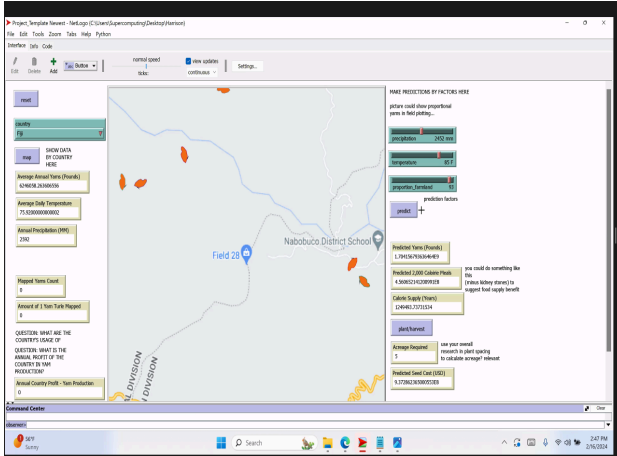 Project_Template Newest - NetLogo (C:\Users\Supercomputing\Desktop\Harrison)
File Edit Tools Zoom Tabs Help Python
Interface Info Code
Edit Delete Add Button
normal speed
ticks:
view updates
continuous
Settings...
reset
country
Fiji
map
SHOW DATA
BY COUNTRY
HERE
Average Annual Yams (Pounds)
6246058.263606556
Average Daily Temperature
75.92000000000002
Annual Precipitation (MM)
2592
Mapped Yams Count
0
Amount of 1 Yam Turle Mapped
0
QUESTION: WHAT ARE THE
COUNTRY'S USAGE OF
QUESTION: WHAT IS THE
ANNUAL PROFIT OF THE
COUNTRY IN YAM
PRODUCTION?
Annual Country Profit - Yam Production
0
Field 28
Nabobuco District School
DIVISION
N DIVISION
MAKE PREDICTIONS BY FACTORS HERE
picture could show proportional
yams in field plotting...
precipitation 2452 mm
temperature 85 F
proportion_farmland 93
prediction factors
predict
Predicted Yams (Pounds)
1.704156793636464E9
Predicted 2,000 Calorie Meals
4.560652141208991E8
you could do something like
this
(minus kidney stones) to
suggest food supply benefit
Calorie Supply (Years)
1249493.73731534
plant/harvest
Acreage Required
5
use your overall
research in plant spacing
to calculate acreage? relevant
Predicted Seed Cost (USD)
9.372862365000553E8
Command Center
Clear
observer>
56°F
Sunny
Search
2:47 PM
2/16/2024